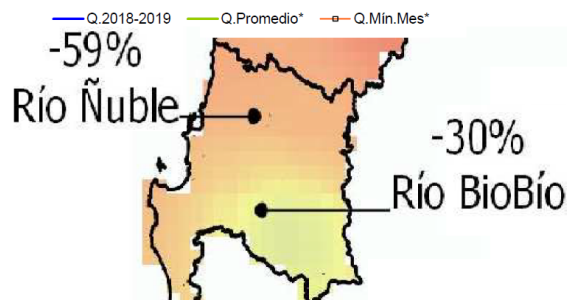 Q.2018-2019 Q.Promedio* Q.Mín.Mes*
-59%
Río Ñuble
-30%
Río BioBío